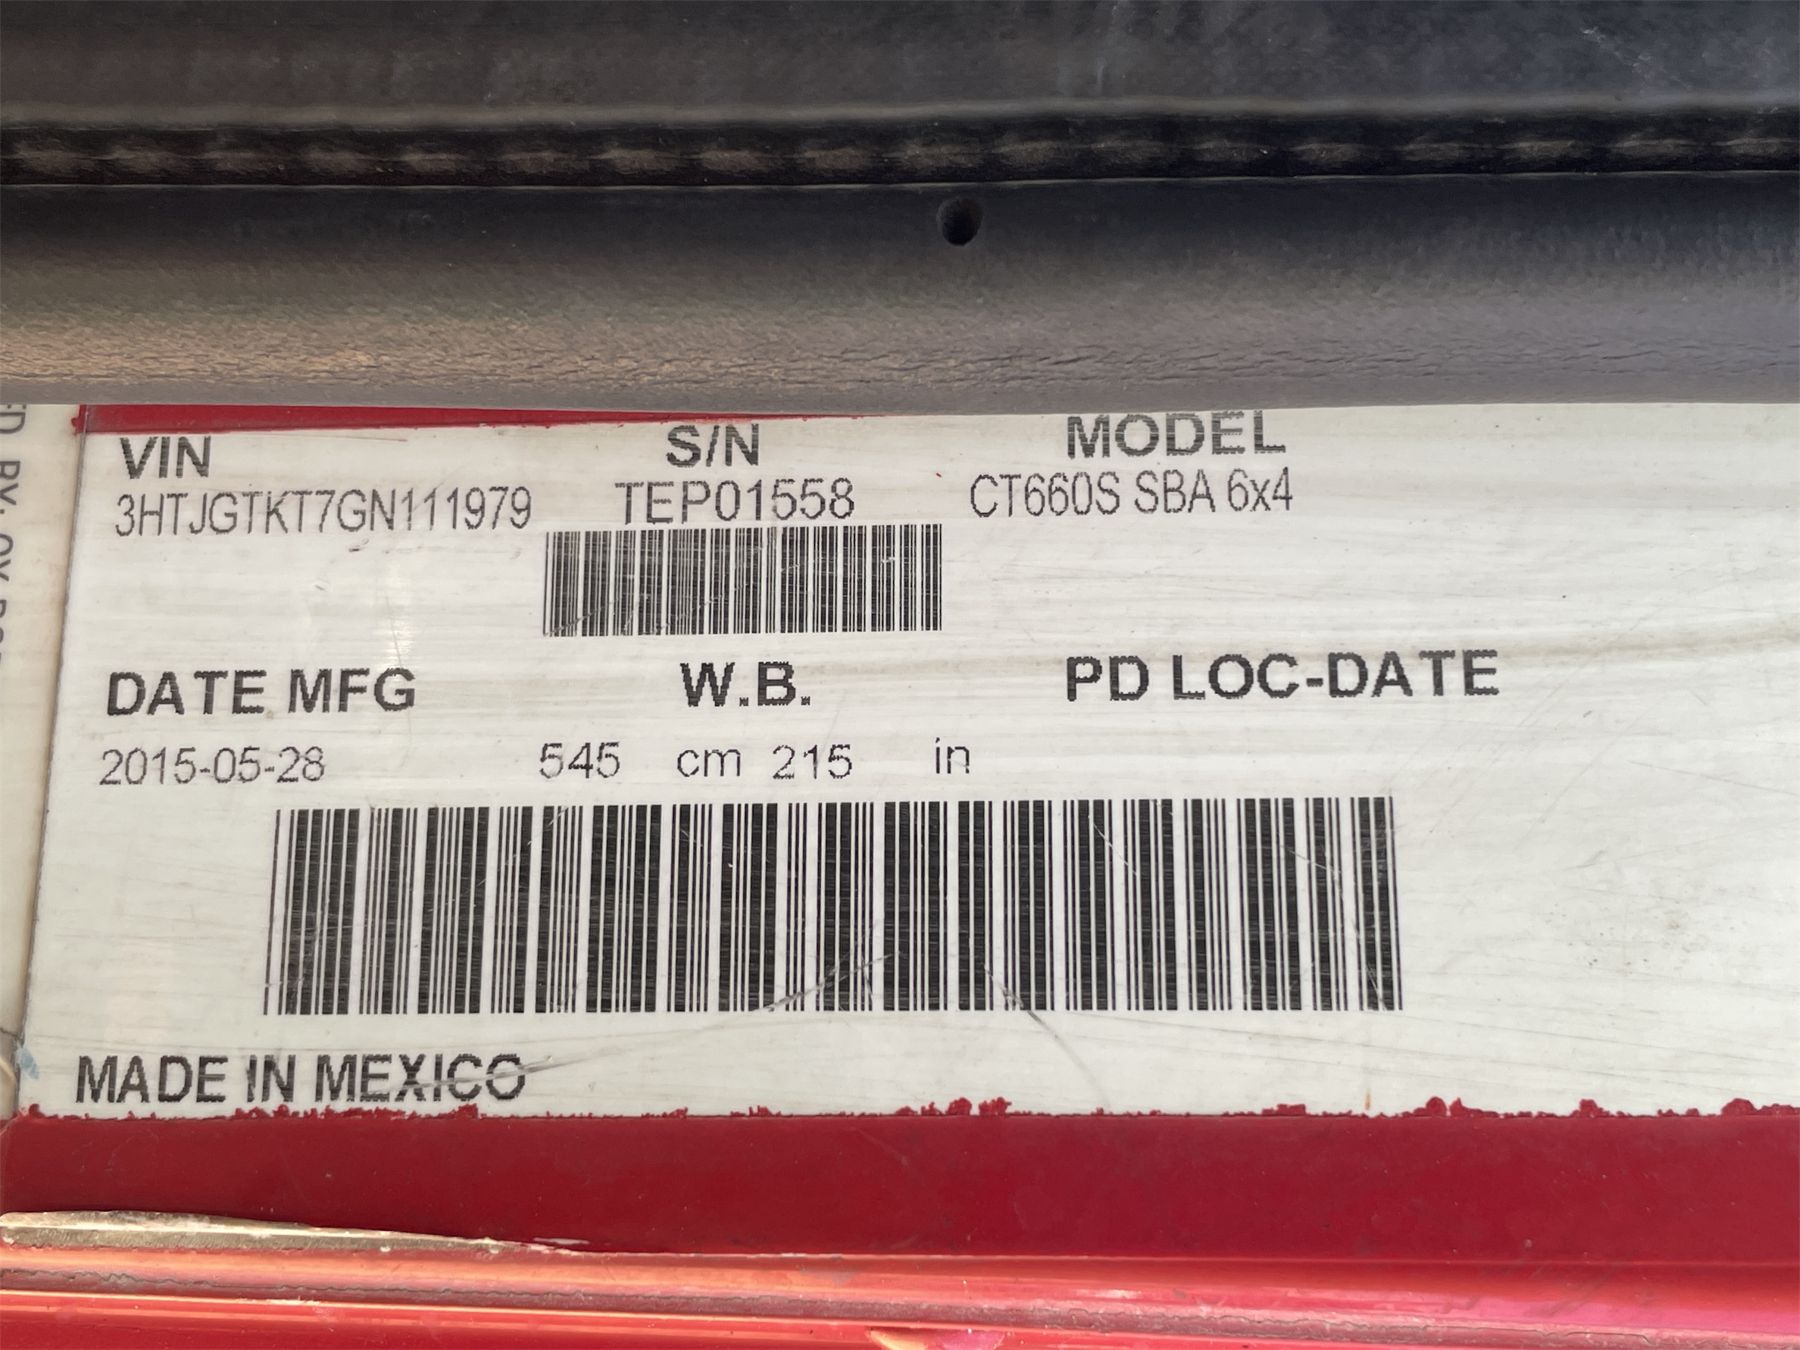 VIN S/N MODEL
3HTJGTKT7GN111979 TEP01558 CT660S SBA 6x4
DATE MFG W.B. PD LOC-DATE
2015-05-28 545 cm 215 in
MADE IN MEXICO